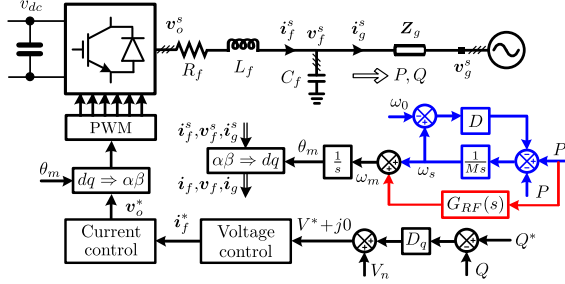 v_dc
v_o^s
R_f
L_f
i_f^s
v_f^s
i_g^s
Z_g
C_f
P, Q
v_g^s
PWM
i_f^s, v_f^s, i_g^s
ω_0
D
θ_m
dq ⇒ αβ
αβ ⇒ dq
θ_m
1/s
ω_m
ω_s
1/Ms
P
P
i_f, v_f, i_g
G_RF(s)
v_o^*
Current control
i_f^*
Voltage control
V^*+j0
V_n
D_q
Q
Q^*